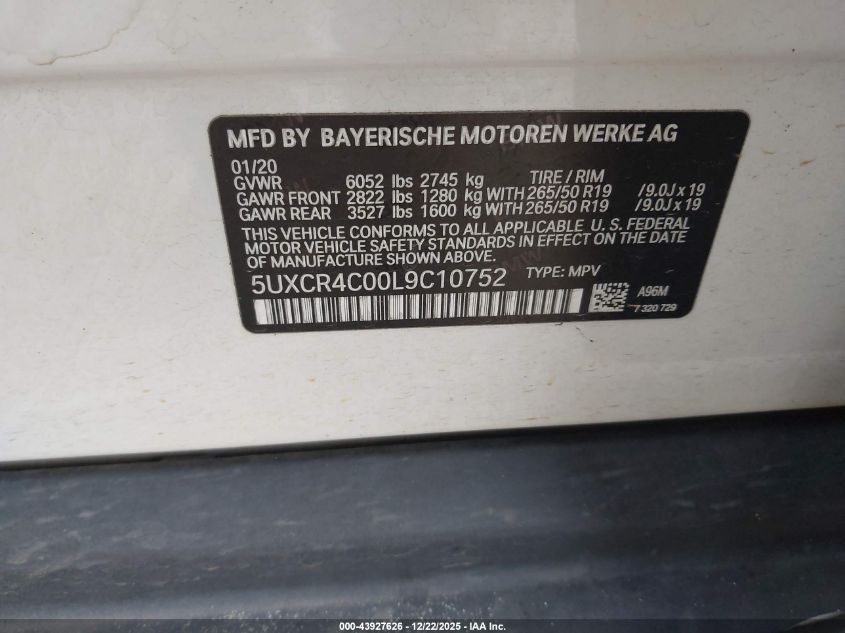 MFD BY BAYERISCHE MOTOREN WERKE AG
01/20
GVWR 6052 lbs 2745 kg TIRE / RIM
GAWR FRONT 2822 lbs 1280 kg WITH 265/50 R19 /9.0J x 19
GAWR REAR 3527 lbs 1600 kg WITH 265/50 R19 /9.0J x 19
THIS VEHICLE CONFORMS TO ALL APPLICABLE U. S. FEDERAL
MOTOR VEHICLE SAFETY STANDARDS IN EFFECT ON THE DATE
OF MANUFACTURE SHOWN ABOVE.
5UXCR4C00L9C10752 TYPE: MPV
A96M
7 320 729
000-43927626 - 12/22/2025 - IAA Inc.